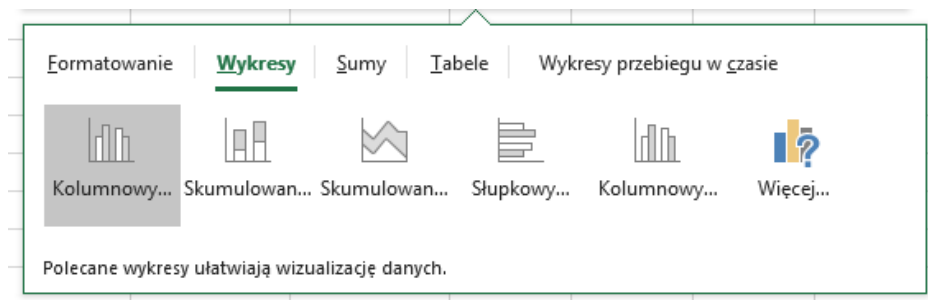 Formatowanie Wykresy Sumy Tabele Wykresy przebiegu w czasie
Kolumnowy... Skumulowan... Skumulowan... Słupkowy... Kolumnowy... Więcej...
Polecane wykresy ułatwiają wizualizację danych.